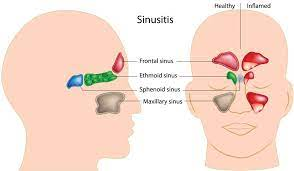 Sinusitis
Healthy
Inflamed
Frontal sinus
Ethmoid sinus
Sphenoid sinus
Maxillary sinus